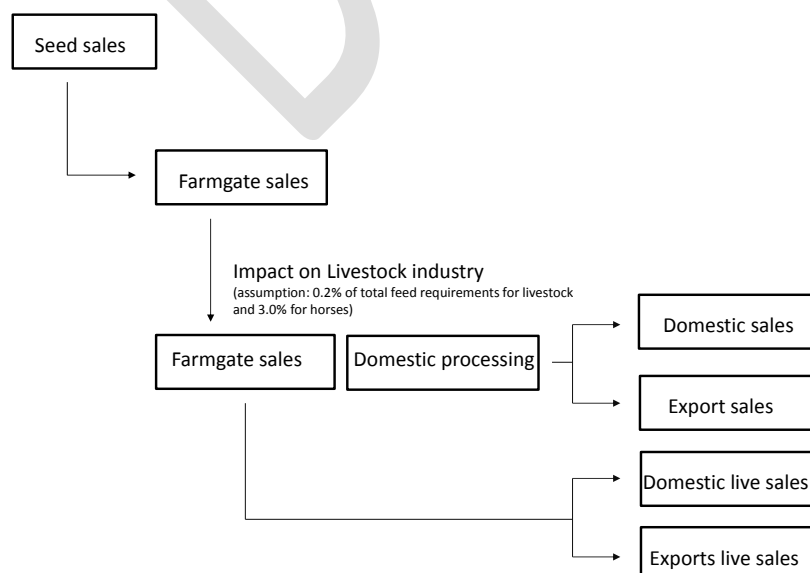 Seed sales
Farmgate sales
Impact on Livestock industry
(assumption: 0.2% of total feed requirements for livestock
and 3.0% for horses)
Farmgate sales
Domestic processing
Domestic sales
Export sales
Domestic live sales
Exports live sales